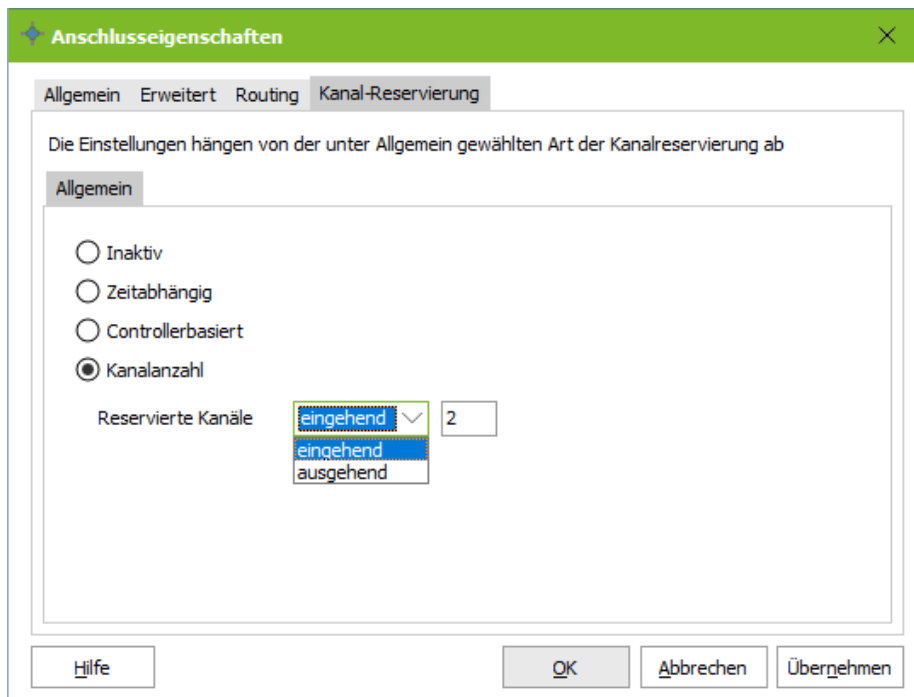 Anschlusseigenschaften
Allgemein Erweitert Routing Kanal-Reservierung
Die Einstellungen hängen von der unter Allgemein gewählten Art der Kanalreservierung ab
Allgemein
Inaktiv
Zeitabhängig
Controllerbasiert
Kanalanzahl
Reservierte Kanäle eingehend 2
eingehend
ausgehend
Hilfe OK Abbrechen Übernehmen